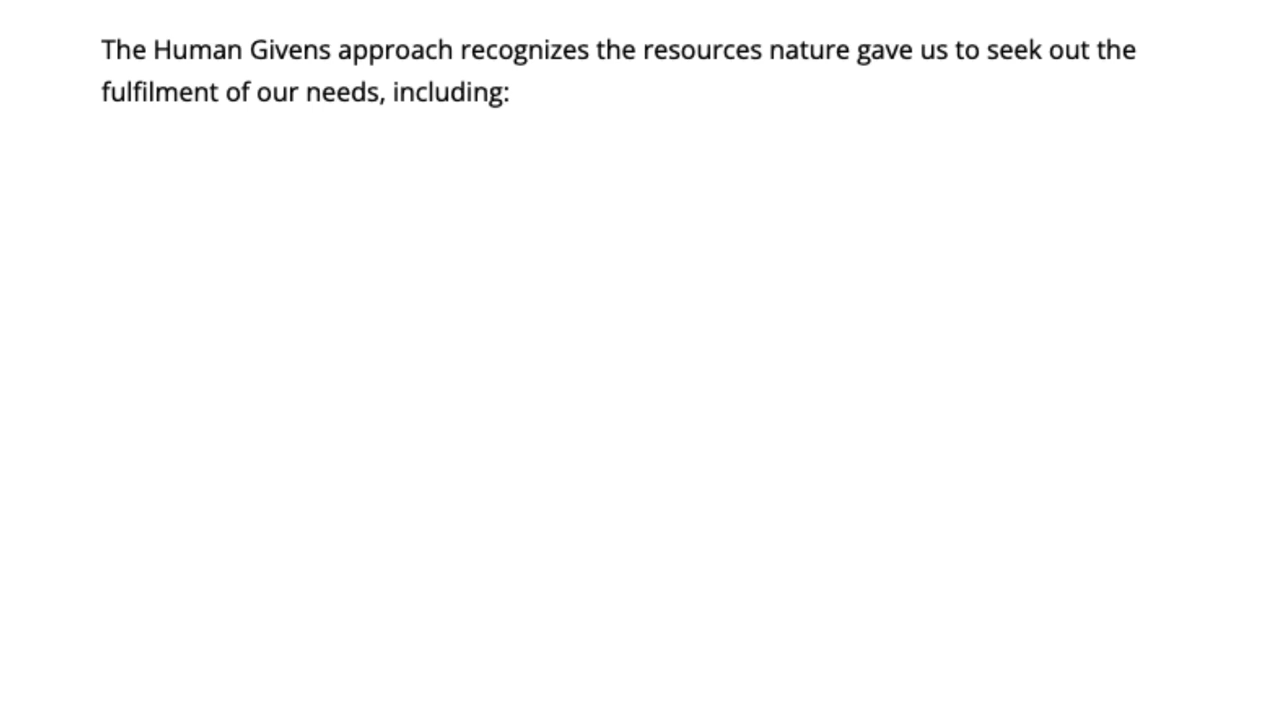 The Human Givens approach recognizes the resources nature gave us to seek out the
fulfilment of our needs, including: